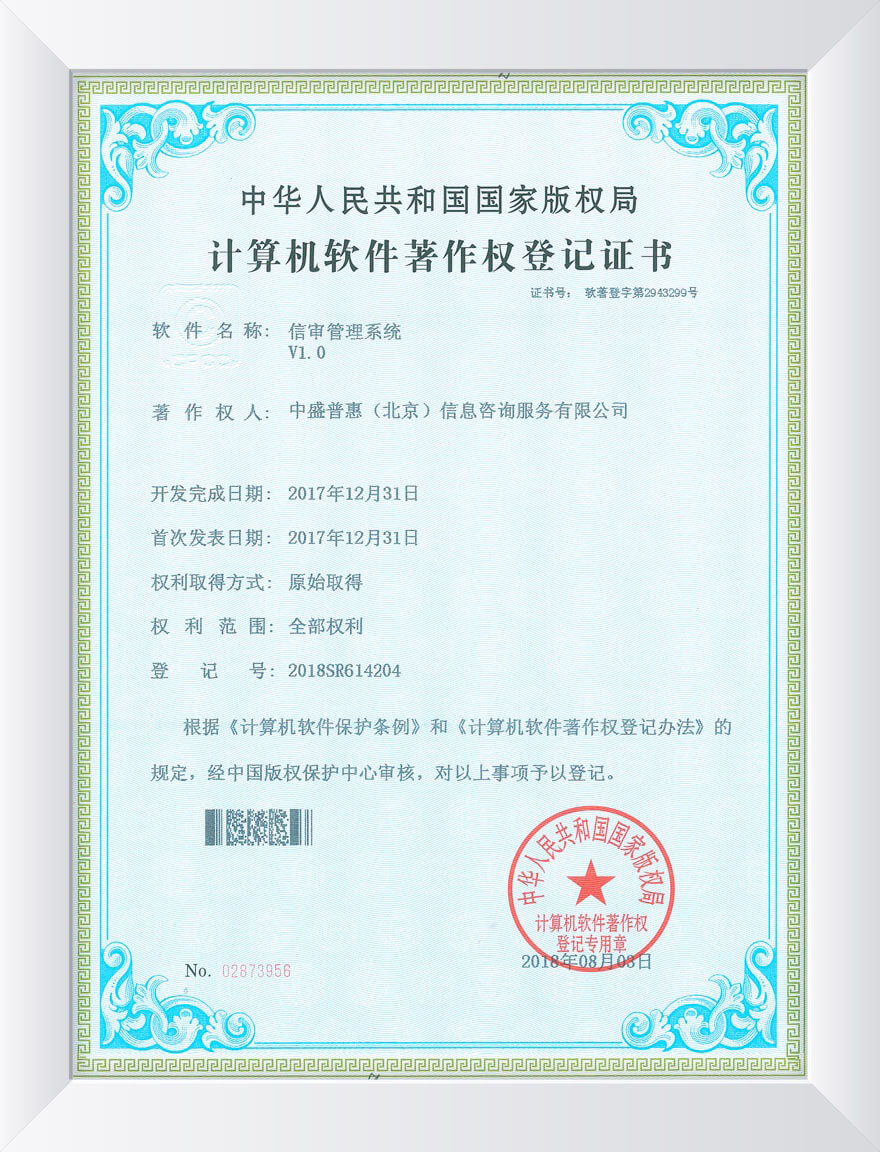 中华人民共和国国家版权局
计算机软件著作权登记证书
证书号： 软著登字第2943299号
软 件 名 称： 信审管理系统
V1.0
著 作 权 人： 中盛普惠（北京）信息咨询服务有限公司
开发完成日期： 2017年12月31日
首次发表日期： 2017年12月31日
权利取得方式： 原始取得
权 利 范 围： 全部权利
登 记 号： 2018SR614204
根据《计算机软件保护条例》和《计算机软件著作权登记办法》的
规定，经中国版权保护中心审核，对以上事项予以登记。
中华人民共和国国家版权局
计算机软件著作权
登记专用章
2018年08月03日
No. 02873956